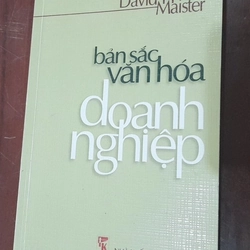 David
Maister
bản sắc
văn hóa
doanh
nghiệp